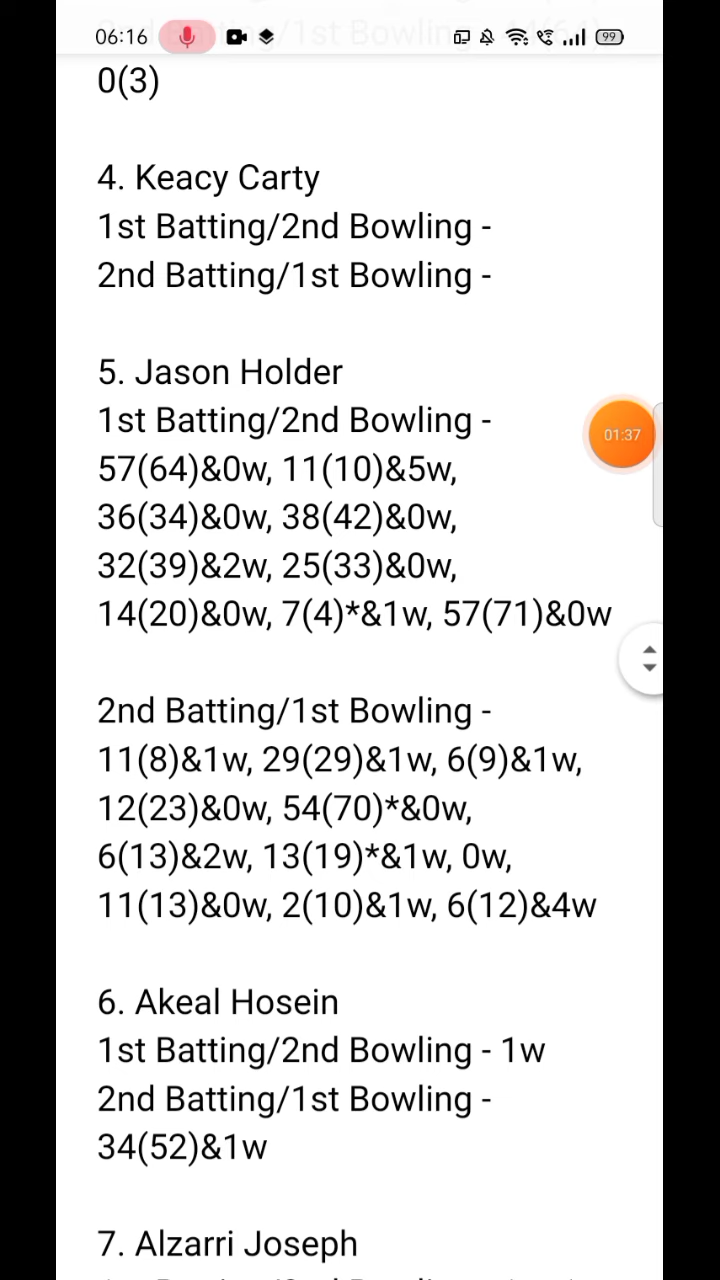 06:16
99
0(3)
4. Keacy Carty
1st Batting/2nd Bowling -
2nd Batting/1st Bowling -
5. Jason Holder
1st Batting/2nd Bowling -
01:37
57(64)&0w, 11(10)&5w,
36(34)&0w, 38(42)&0w,
32(39)&2w, 25(33)&0w,
14(20)&0w, 7(4)*&1w, 57(71)&0w
2nd Batting/1st Bowling -
11(8)&1w, 29(29)&1w, 6(9)&1w,
12(23)&0w, 54(70)*&0w,
6(13)&2w, 13(19)*&1w, 0w,
11(13)&0w, 2(10)&1w, 6(12)&4w
6. Akeal Hosein
1st Batting/2nd Bowling - 1w
2nd Batting/1st Bowling -
34(52)&1w
7. Alzarri Joseph